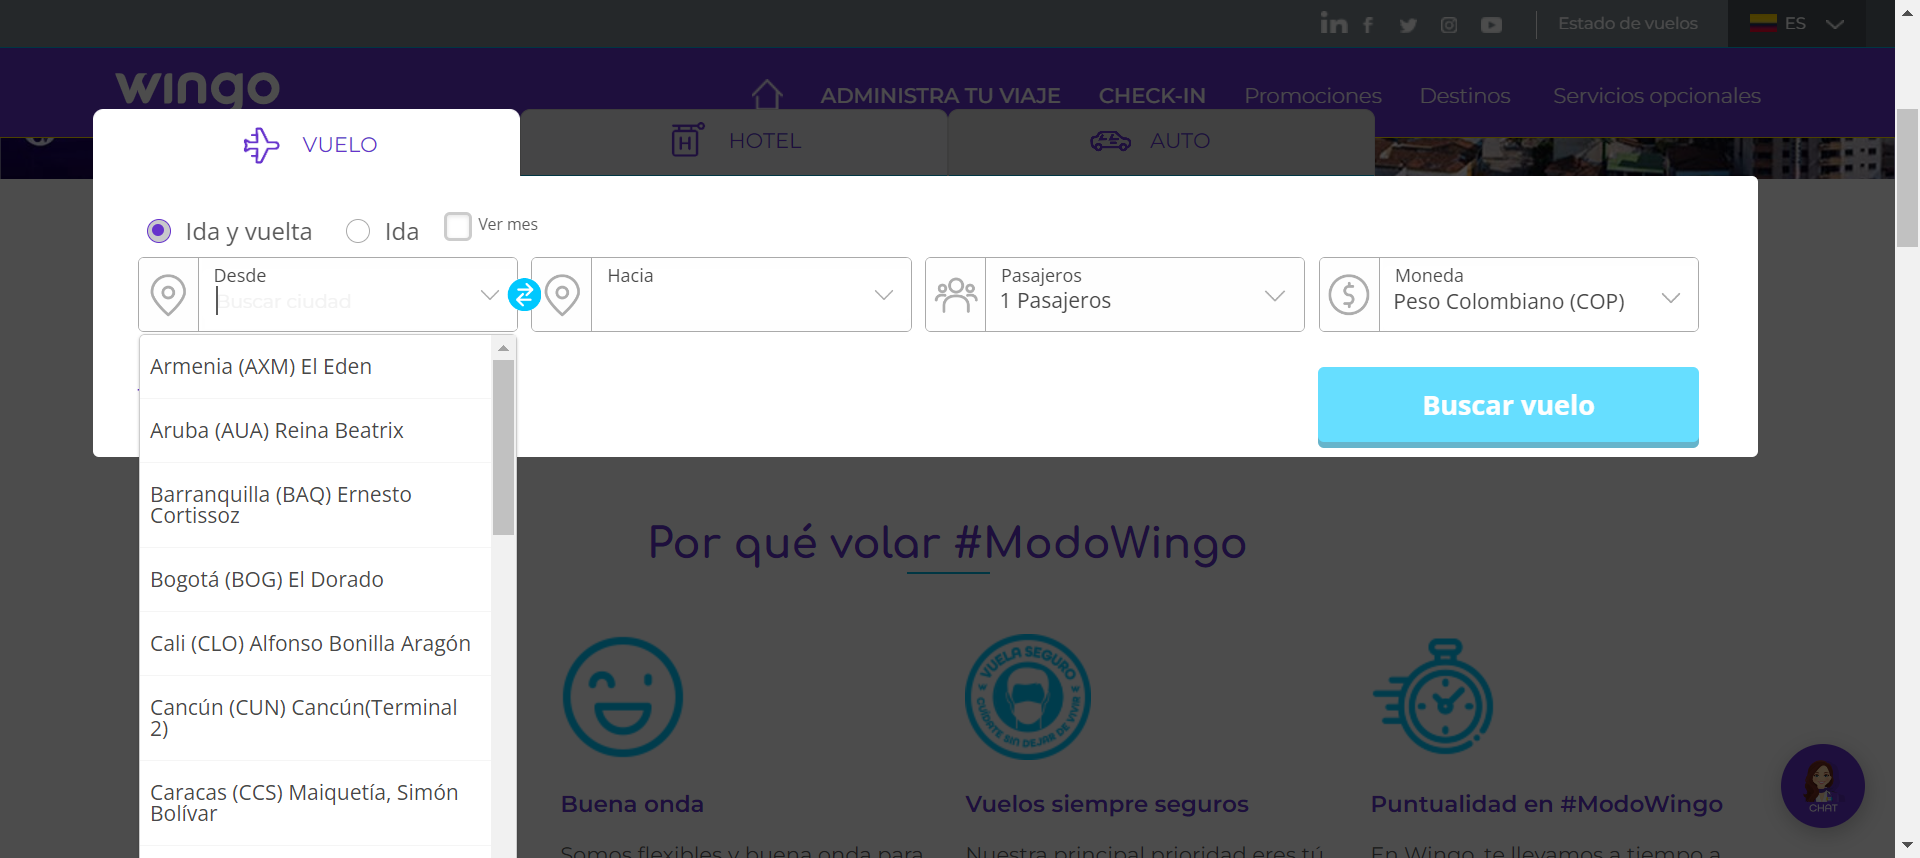 Estado de vuelos
ES
wingo
ADMINISTRA TU VIAJE
CHECK-IN
Promociones
Destinos
Servicios opcionales
VUELO
HOTEL
AUTO
Ida y vuelta
Ida
Ver mes
Desde
Buscar ciudad
Hacia
Pasajeros
1 Pasajeros
Moneda
Peso Colombiano (COP)
Armenia (AXM) El Eden
Aruba (AUA) Reina Beatrix
Barranquilla (BAQ) Ernesto
Cortissoz
Bogotá (BOG) El Dorado
Cali (CLO) Alfonso Bonilla Aragón
Cancún (CUN) Cancún(Terminal
2)
Caracas (CCS) Maiquetía, Simón
Bolívar
Buscar vuelo
Por qué volar #ModoWingo
VUELA SEGURO
CUÍDATE SIN DEJAR DE VIVIR
Buena onda
Vuelos siempre seguros
Puntualidad en #ModoWingo
Somos flexibles y buena onda para
Nuestra principal prioridad eres tú
En Wingo, te llevamos a tiempo a
CHAT